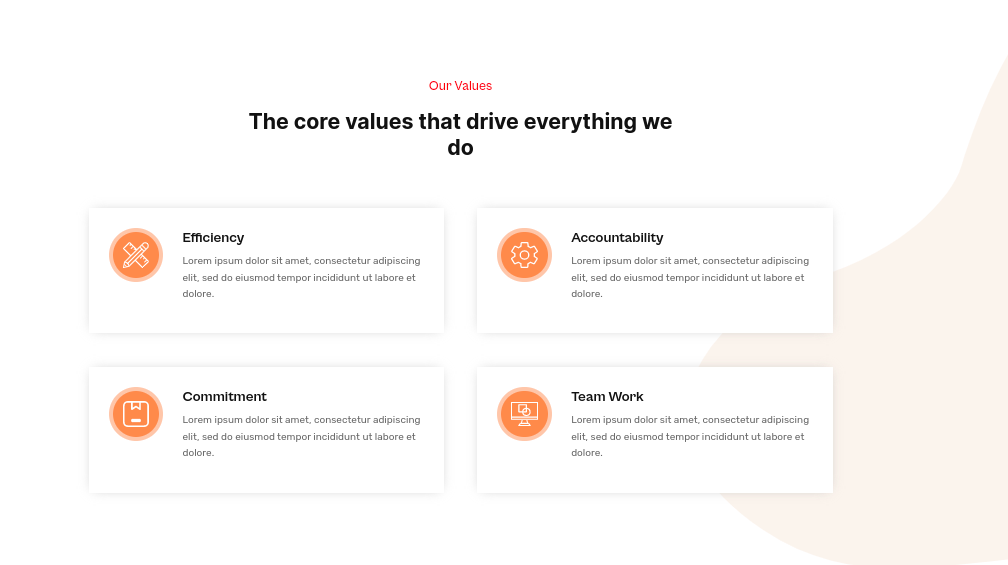 Our Values
The core values that drive everything we
do
Efficiency
Lorem ipsum dolor sit amet, consectetur adipiscing
elit, sed do eiusmod tempor incididunt ut labore et
dolore.
Accountability
Lorem ipsum dolor sit amet, consectetur adipiscing
elit, sed do eiusmod tempor incididunt ut labore et
dolore.
Commitment
Lorem ipsum dolor sit amet, consectetur adipiscing
elit, sed do eiusmod tempor incididunt ut labore et
dolore.
Team Work
Lorem ipsum dolor sit amet, consectetur adipiscing
elit, sed do eiusmod tempor incididunt ut labore et
dolore.